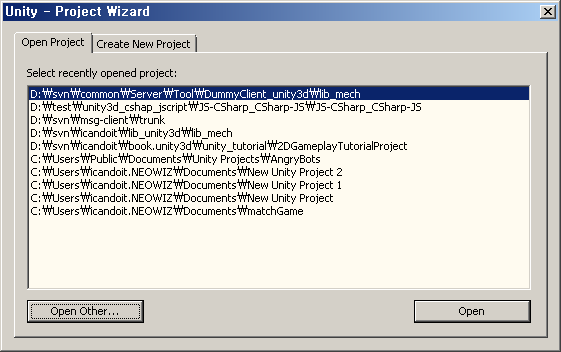 Unity - Project Wizard
Open Project
Create New Project
Select recently opened project:
D:₩svn₩common₩Server₩Tool₩DummyClient_unity3d₩lib_mech
D:₩test₩unity3d_cshap_jscript₩JS-CSharp_CSharp-JS₩JS-CSharp_CSharp-JS
D:₩svn₩msg-client₩trunk
D:₩svn₩icandoit₩lib_unity3d₩lib_mech
D:₩svn₩icandoit₩book.unity3d₩unity_tutorial₩2DGameplayTutorialProject
C:₩Users₩Public₩Documents₩Unity Projects₩AngryBots
C:₩Users₩icandoit.NEOWIZ₩Documents₩New Unity Project 2
C:₩Users₩icandoit.NEOWIZ₩Documents₩New Unity Project 1
C:₩Users₩icandoit.NEOWIZ₩Documents₩New Unity Project
C:₩Users₩icandoit.NEOWIZ₩Documents₩matchGame
Open Other...
Open